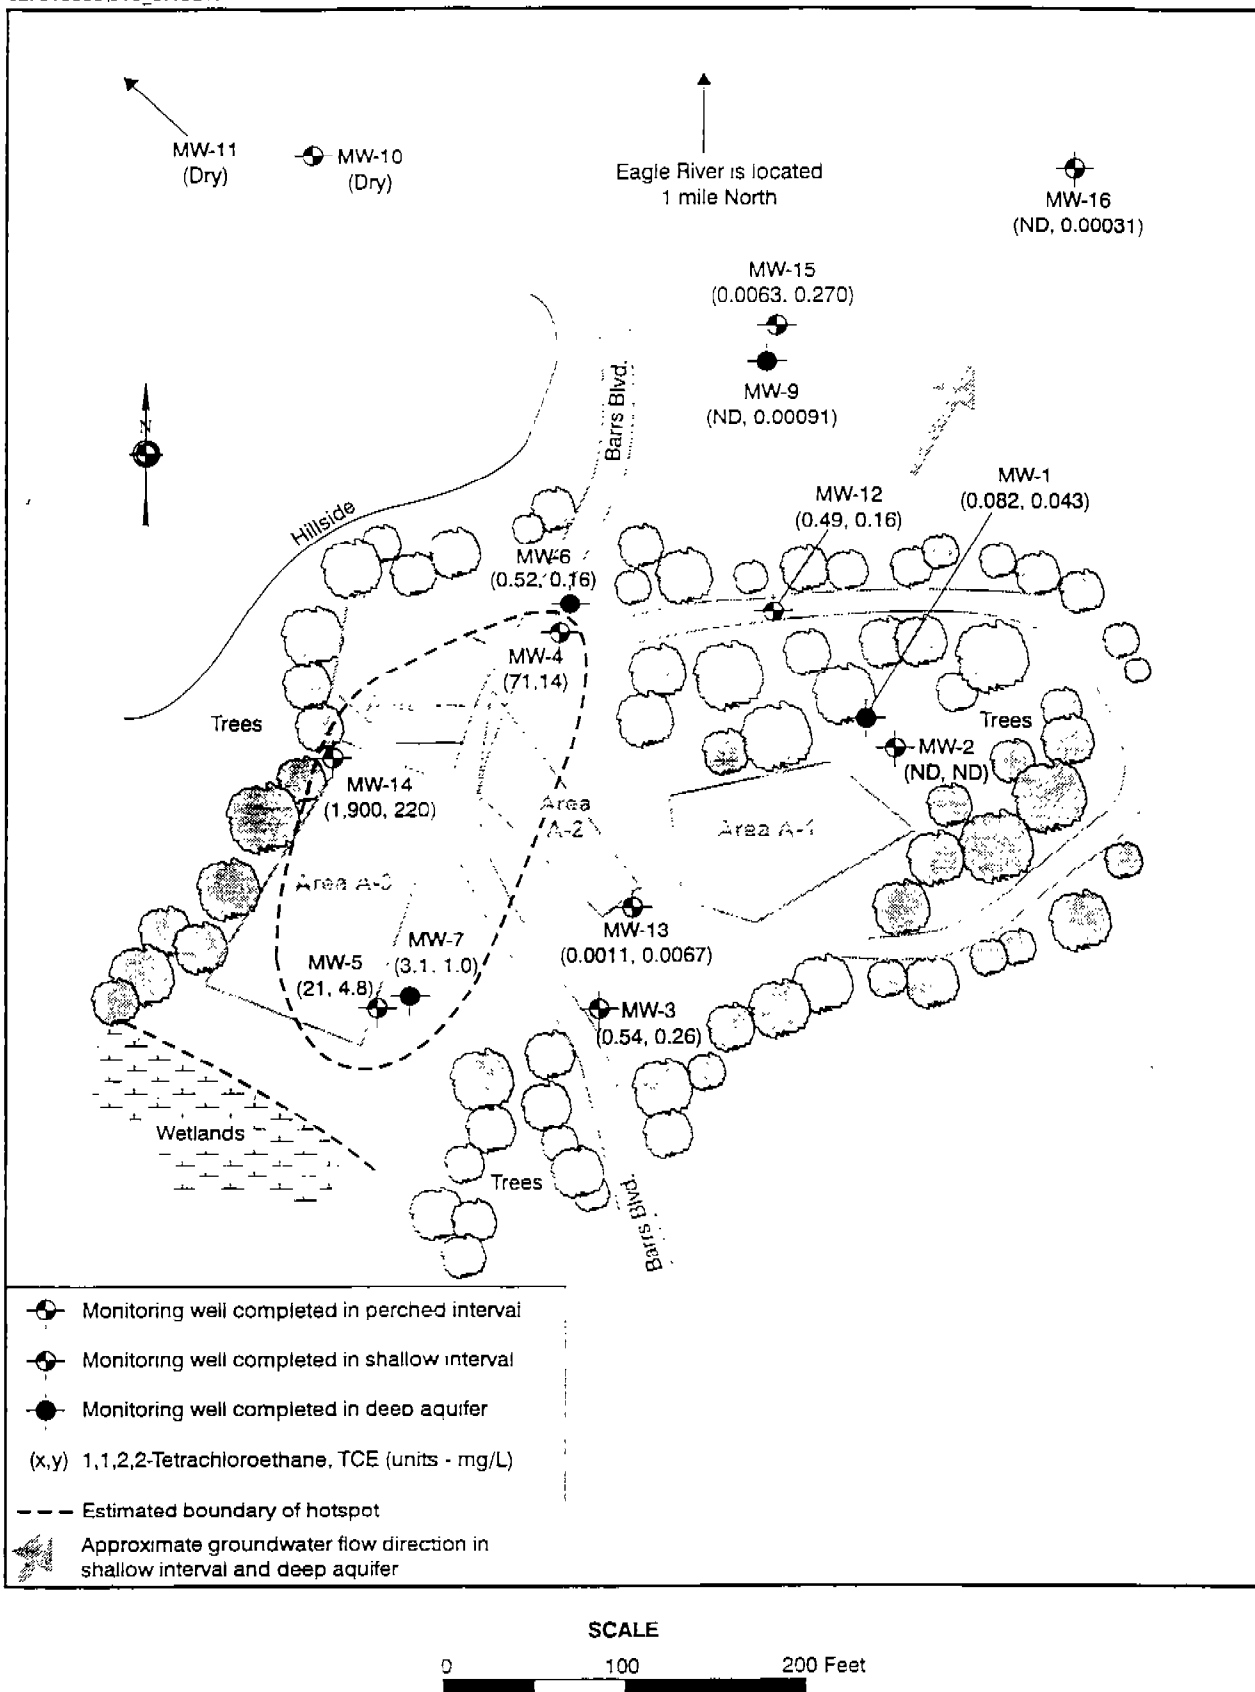 MW-11
(Dry)
MW-10
(Dry)
Eagle River is located
1 mile North
MW-16
(ND, 0.00031)
MW-15
(0.0063. 0.270)
MW-9
(ND, 0.00091)
Barrs Blvd.
N
MW-1
(0.082, 0.043)
MW-12
(0.49, 0.16)
Hillside
MW-6
(0.52, 0.16)
MW-4
(71,14)
Trees
Trees
MW-2
(ND, ND)
MW-14
(1,900, 220)
Area
A-2
Area A-1
Area A-3
MW-13
(0.0011, 0.0067)
MW-7
(3.1, 1.0)
MW-5
(21, 4.8)
MW-3
(0.54, 0.26)
Wetlands
Trees
Barrs Blvd.
Monitoring well completed in perched interval
Monitoring well completed in shallow interval
Monitoring well completed in deep aquifer
(x,y) 1,1,2,2-Tetrachloroethane, TCE (units - mg/L)
Estimated boundary of hotspot
Approximate groundwater flow direction in
shallow interval and deep aquifer
SCALE
0 100 200 Feet